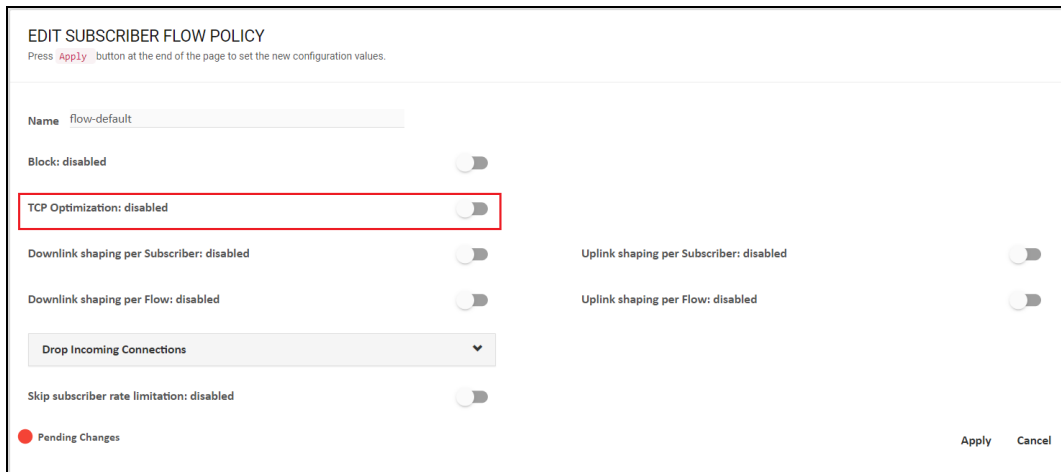 EDIT SUBSCRIBER FLOW POLICY
Press Apply button at the end of the page to set the new configuration values.
Name flow-default
Block: disabled
TCP Optimization: disabled
Downlink shaping per Subscriber: disabled Uplink shaping per Subscriber: disabled
Downlink shaping per Flow: disabled Uplink shaping per Flow: disabled
Drop Incoming Connections
Skip subscriber rate limitation: disabled
Pending Changes Apply Cancel